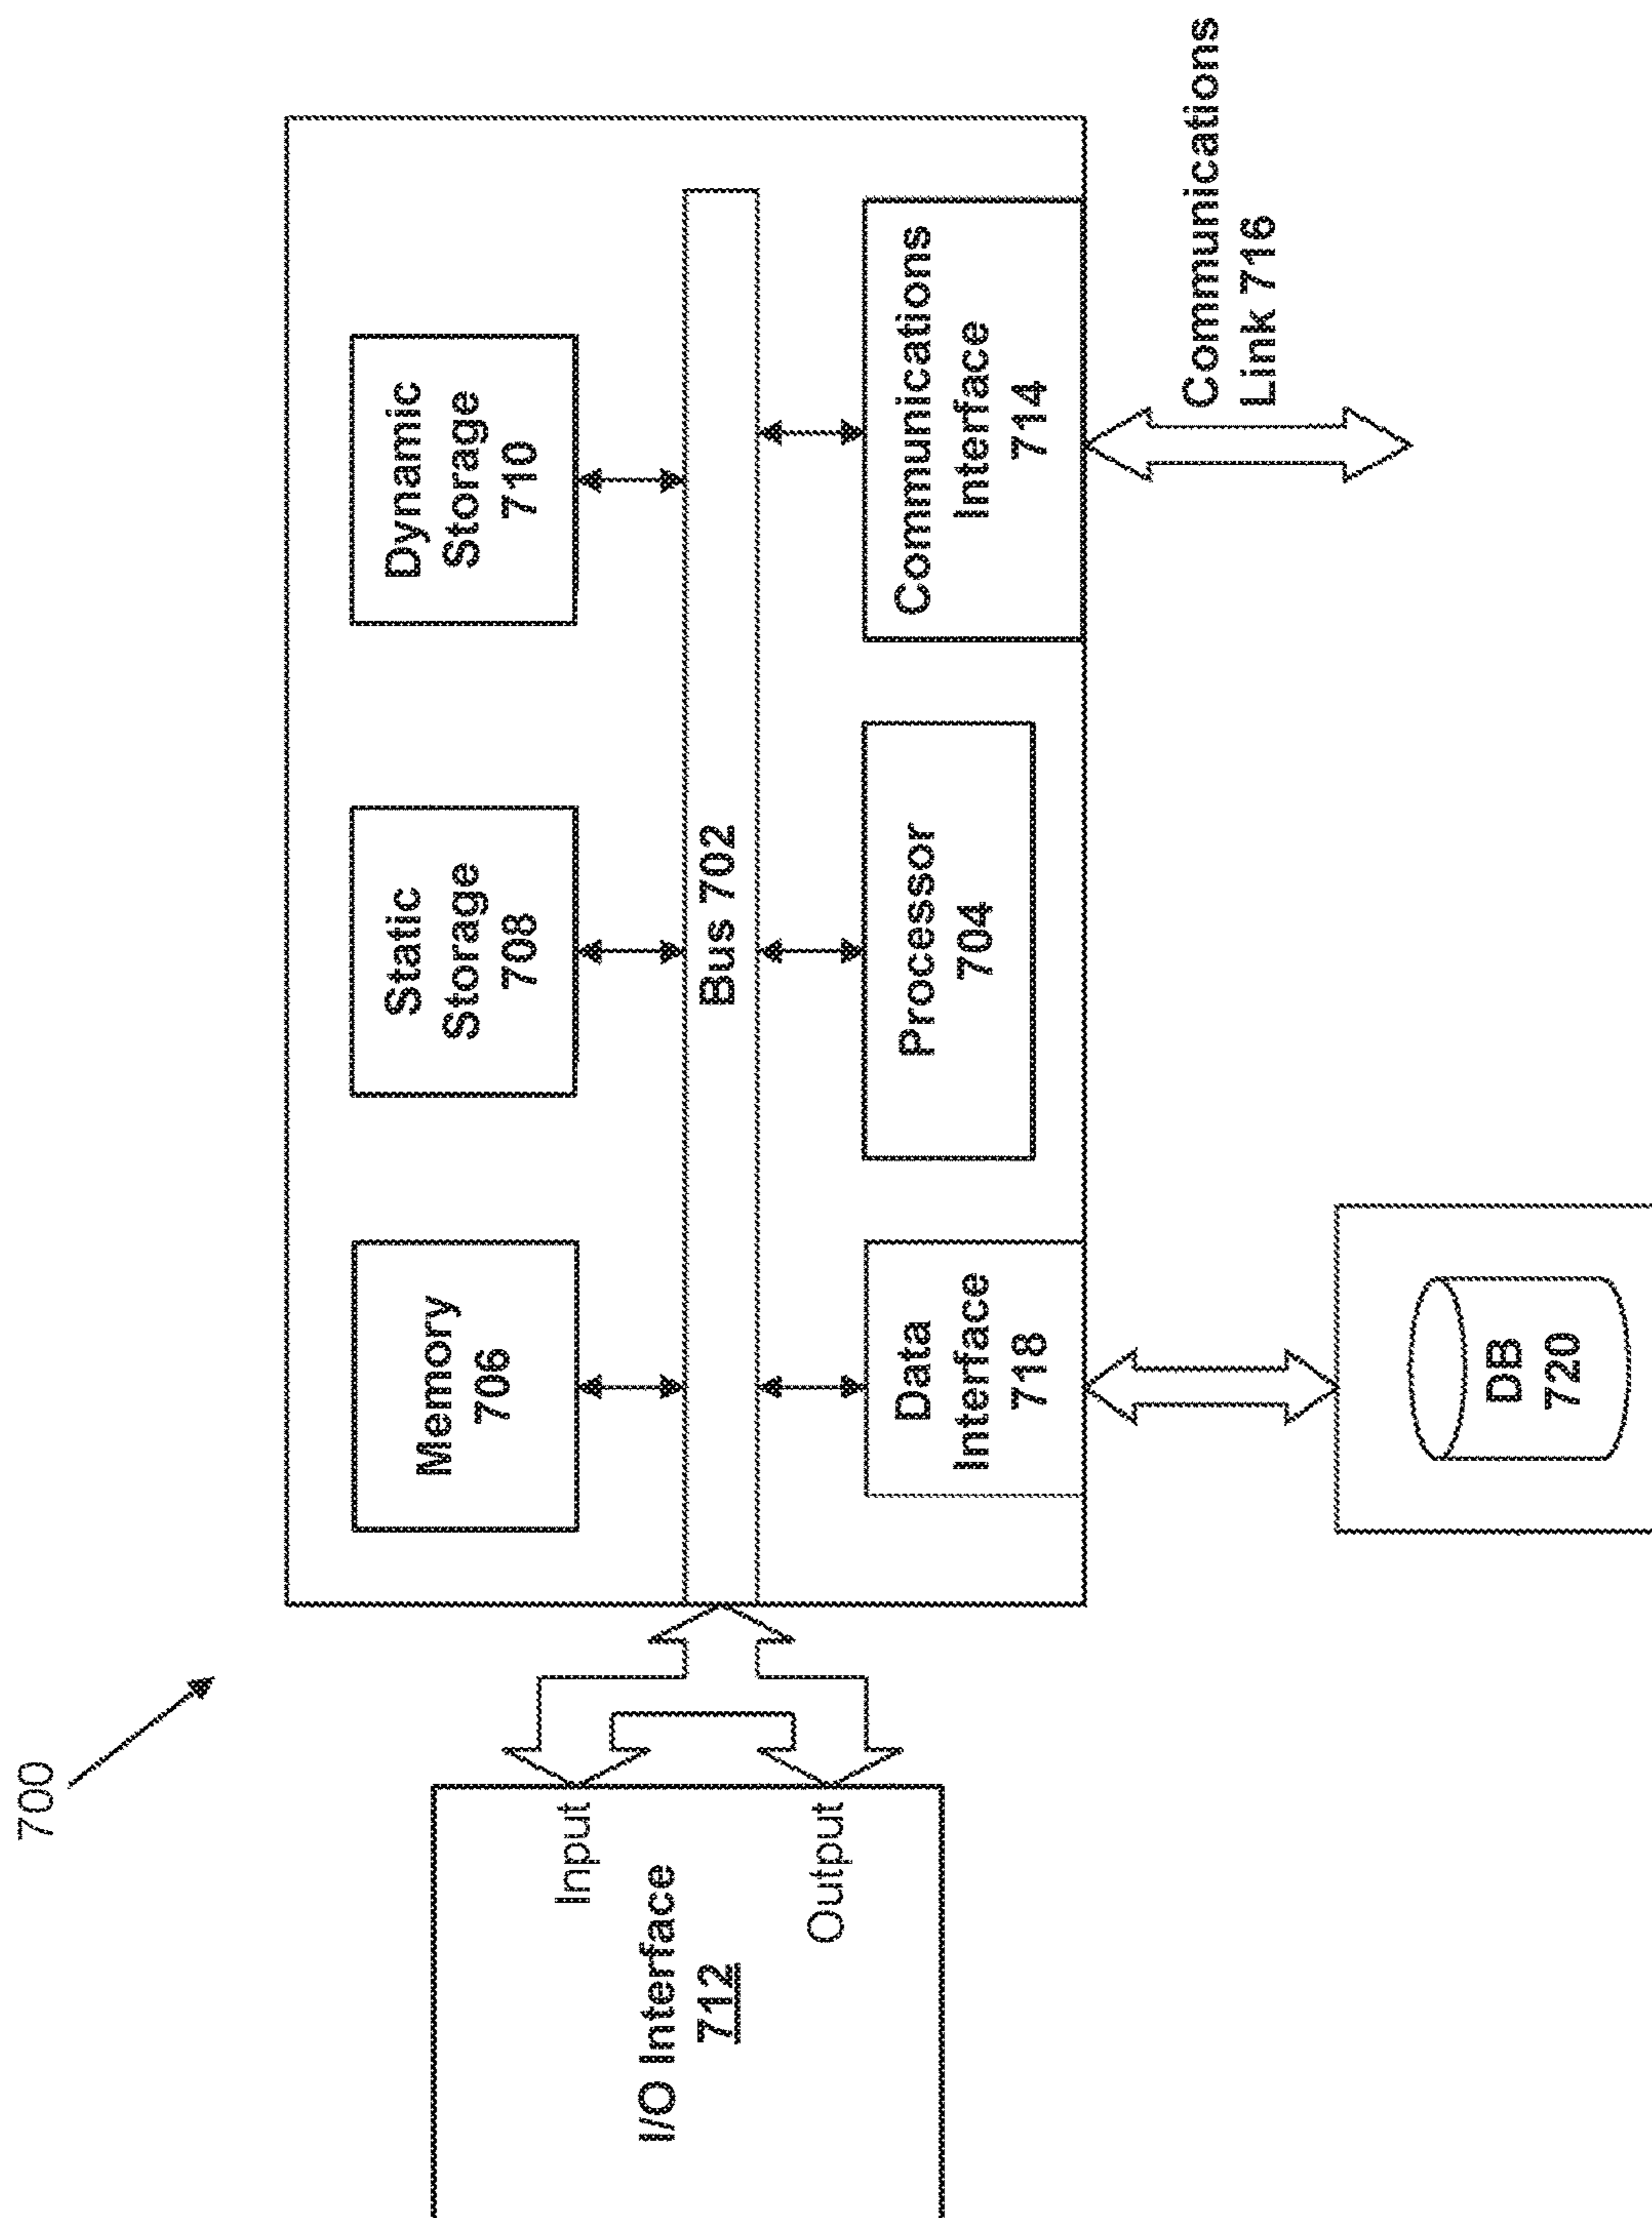 700
Memory
706
Static
Storage
708
Dynamic
Storage
710
Bus 702
Data
Interface
718
Processor
704
Communications
Interface
714
I/O Interface
712
Input
Output
DB
720
Communications
Link 716